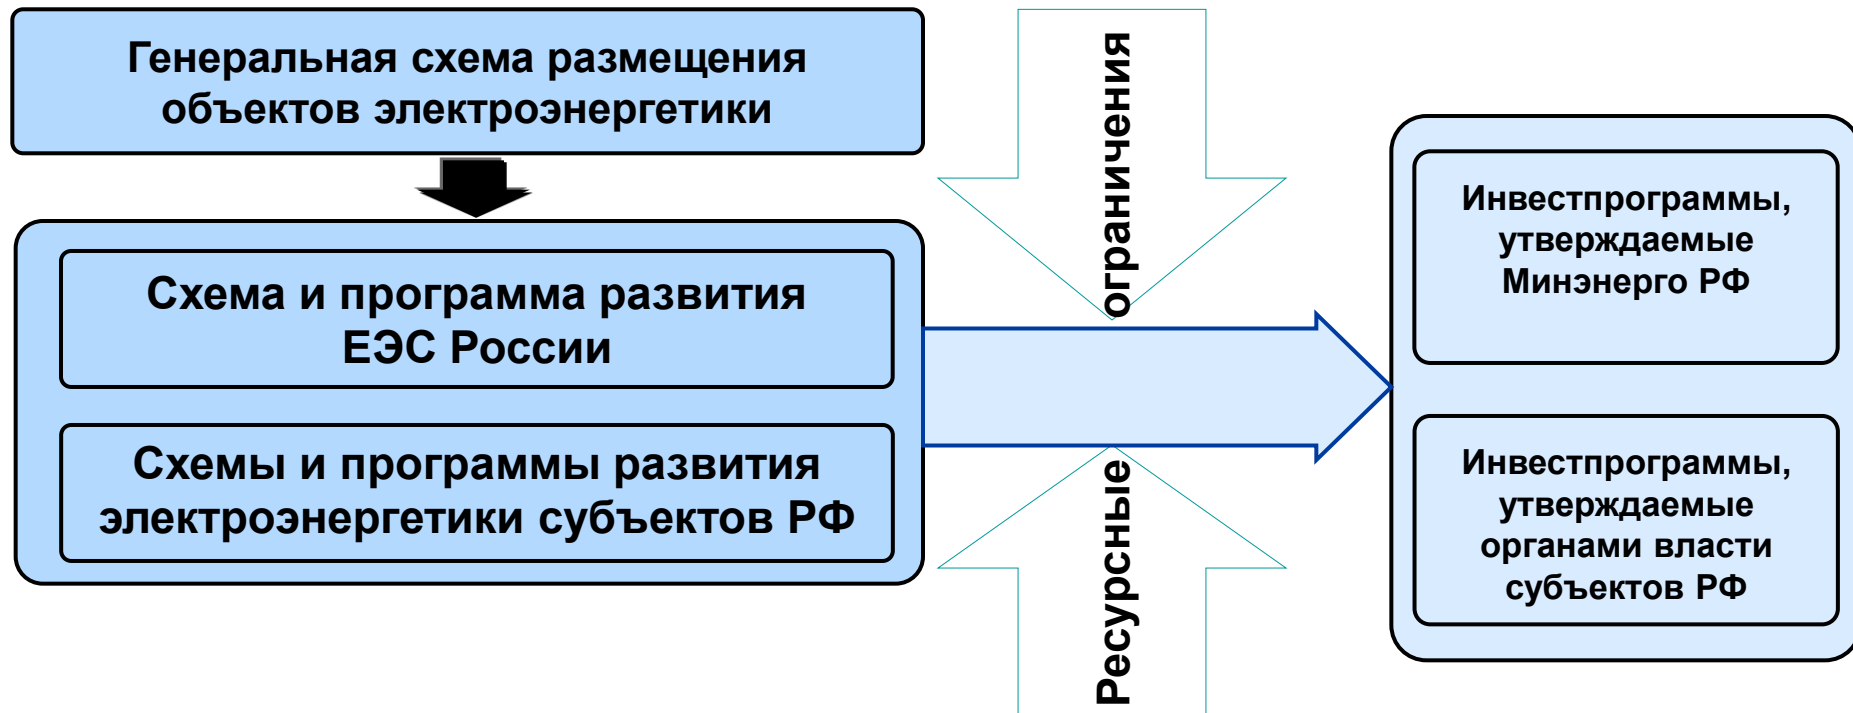 Генеральная схема размещения
объектов электроэнергетики
Схема и программа развития
ЕЭС России
Схемы и программы развития
электроэнергетики субъектов РФ
Ресурсные
ограничения
Инвестпрограммы,
утверждаемые
Минэнерго РФ
Инвестпрограммы,
утверждаемые
органами власти
субъектов РФ